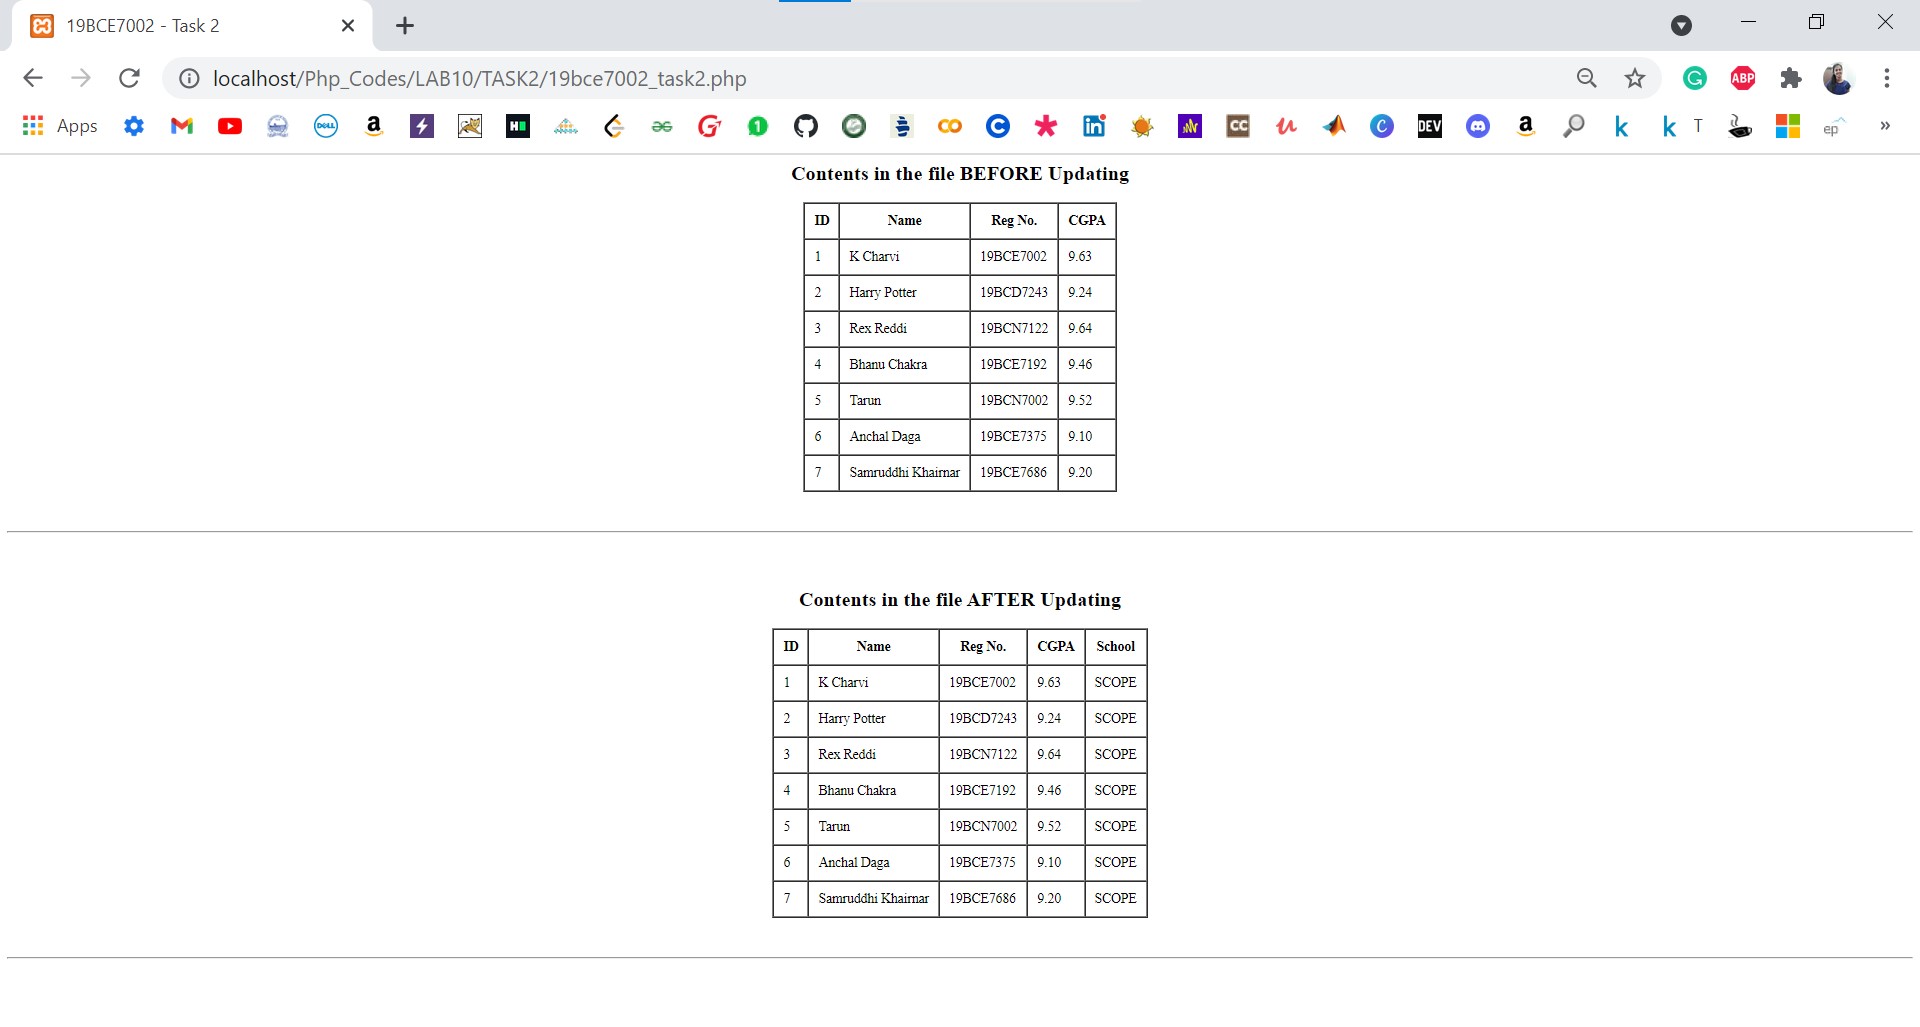 19BCE7002 - Task 2
localhost/Php_Codes/LAB10/TASK2/19bce7002_task2.php
ABP
Apps DELL a H CC DEV a k k T ep »
Contents in the file BEFORE Updating
ID Name Reg No. CGPA
1 K Charvi 19BCE7002 9.63
2 Harry Potter 19BCD7243 9.24
3 Rex Reddi 19BCN7122 9.64
4 Bhanu Chakra 19BCE7192 9.46
5 Tarun 19BCN7002 9.52
6 Anchal Daga 19BCE7375 9.10
7 Samruddhi Khairnar 19BCE7686 9.20
Contents in the file AFTER Updating
ID Name Reg No. CGPA School
1 K Charvi 19BCE7002 9.63 SCOPE
2 Harry Potter 19BCD7243 9.24 SCOPE
3 Rex Reddi 19BCN7122 9.64 SCOPE
4 Bhanu Chakra 19BCE7192 9.46 SCOPE
5 Tarun 19BCN7002 9.52 SCOPE
6 Anchal Daga 19BCE7375 9.10 SCOPE
7 Samruddhi Khairnar 19BCE7686 9.20 SCOPE